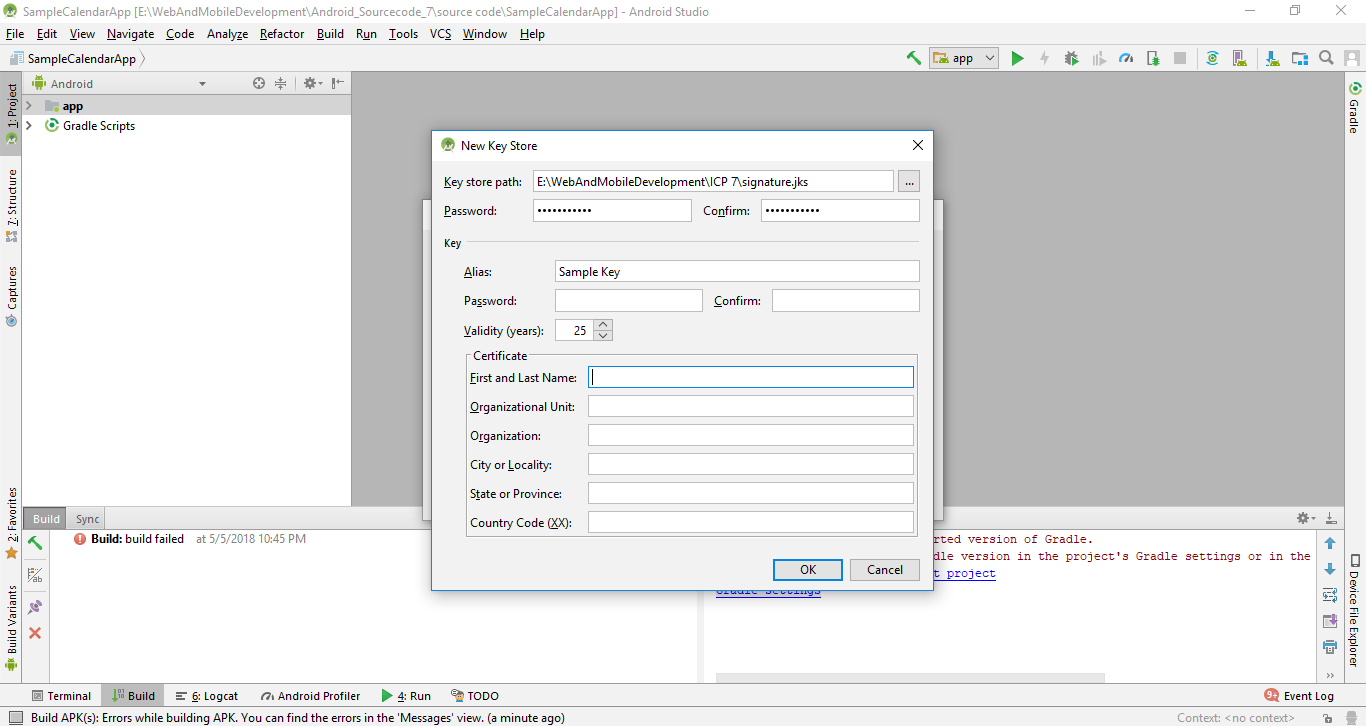 SampleCalendarApp [E:\WebAndMobileDevelopment\Android_Sourcecode_7\source code\SampleCalendarApp] - Android Studio
File Edit View Navigate Code Analyze Refactor Build Run Tools VCS Window Help
SampleCalendarApp
app
1: Project
Android
app
Gradle Scripts
Gradle
7: Structure
Captures
New Key Store
Key store path: E:\WebAndMobileDevelopment\ICP 7\signature.jks ...
Password: ••••••••••• Confirm: •••••••••••
Key
Alias: Sample Key
Password: Confirm:
Validity (years): 25
Certificate
First and Last Name:
Organizational Unit:
Organization:
City or Locality:
State or Province:
Country Code (XX):
OK Cancel
2: Favorites
Build Variants
Build Sync
Build: build failed at 5/5/2018 10:45 PM
rted version of Gradle.
dle version in the project's Gradle settings or in the
t project
Gradle settings
Device File Explorer
Terminal Build 6: Logcat Android Profiler 4: Run TODO 9+ Event Log
Build APK(s): Errors while building APK. You can find the errors in the 'Messages' view. (a minute ago) Context: <no context>